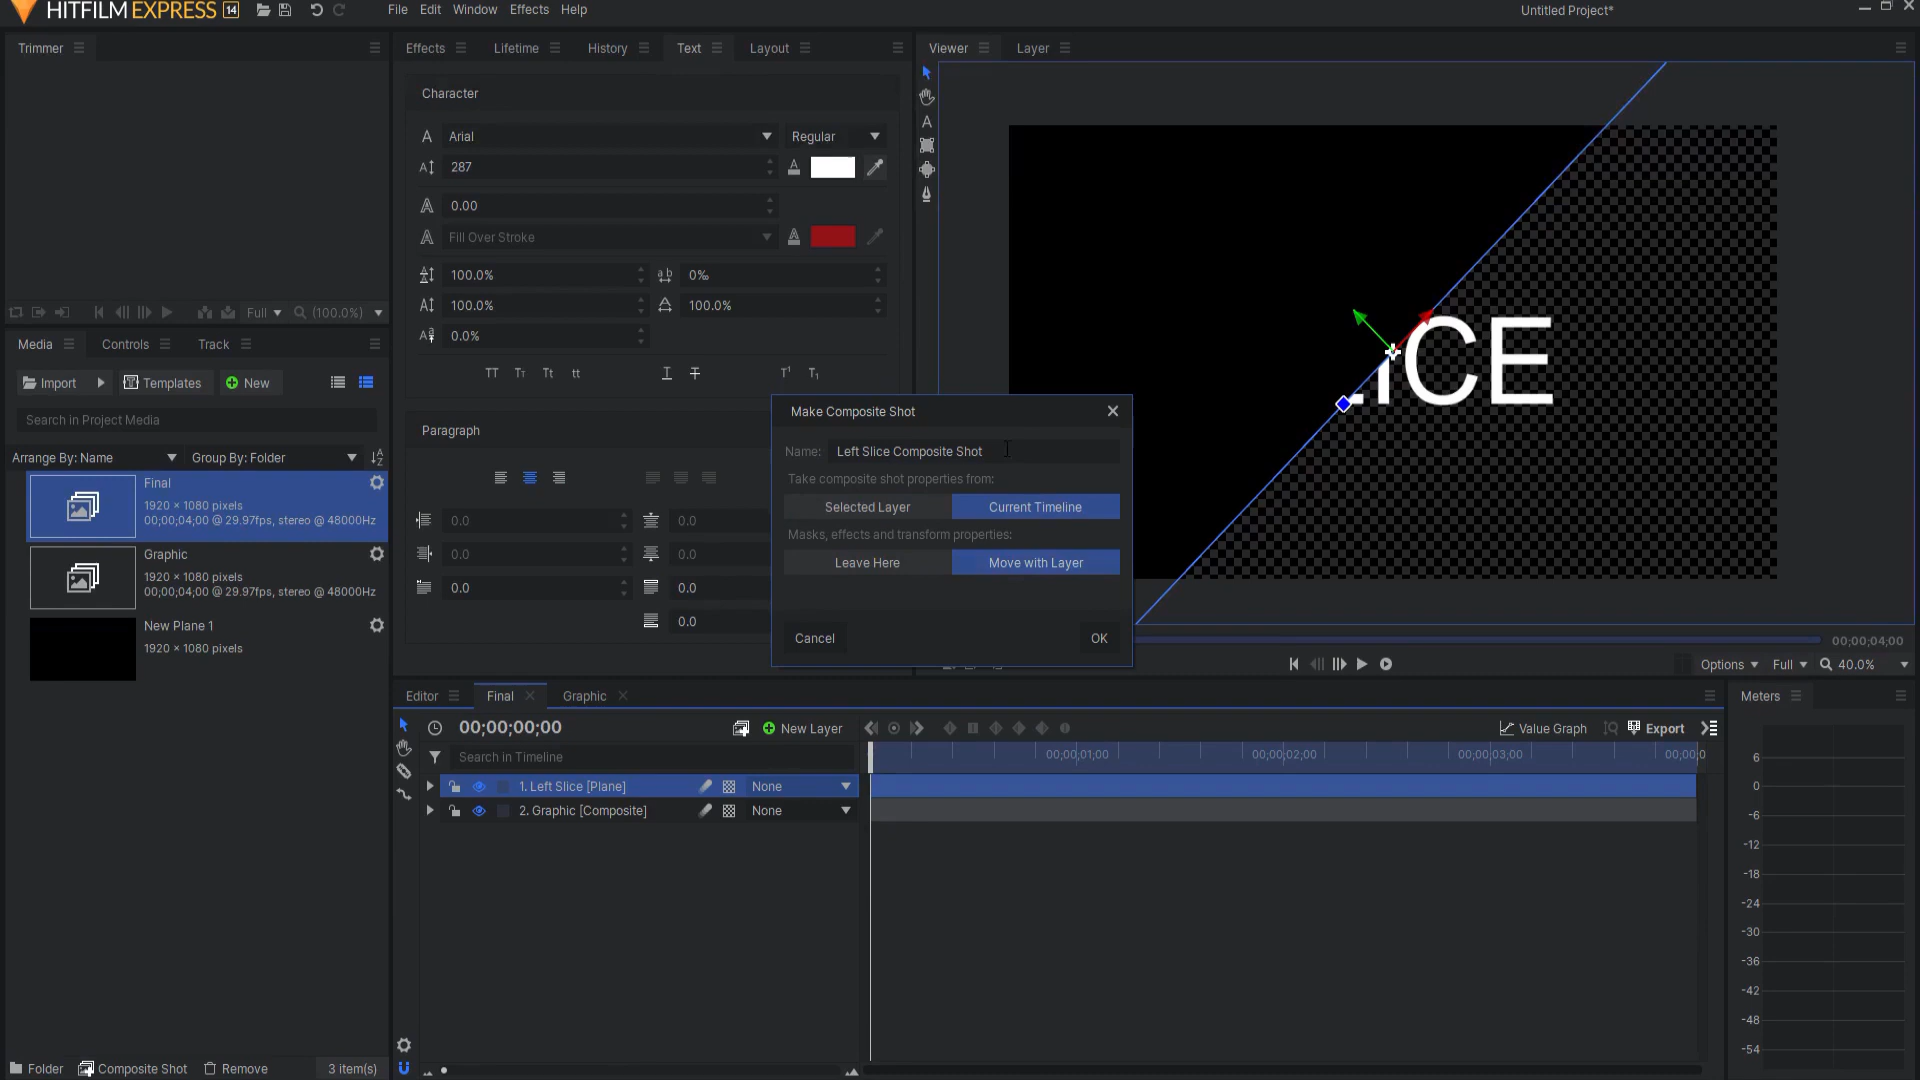 HITFILM EXPRESS 14
File Edit Window Effects Help
Untitled Project*
Trimmer
Full (100.0%)
Media Controls Track
Import Templates New
Search in Project Media
Arrange By: Name Group By: Folder
Final
1920 × 1080 pixels
00;00;04;00 @ 29.97fps, stereo @ 48000Hz
Graphic
1920 × 1080 pixels
00;00;04;00 @ 29.97fps, stereo @ 48000Hz
New Plane 1
1920 × 1080 pixels
Folder Composite Shot Remove 3 item(s)
Effects Lifetime History Text Layout
Character
Arial Regular
287
0.00
Fill Over Stroke
100.0% 0‰
100.0% 100.0%
0.0%
TT Tt Tt tt T T T¹ T₁
Paragraph
0.0 0.0
0.0 0.0
0.0 0.0
0.0
Make Composite Shot
Name: Left Slice Composite Shot
Take composite shot properties from:
Selected Layer Current Timeline
Masks, effects and transform properties:
Leave Here Move with Layer
Cancel OK
Viewer Layer
ICE
00;00;04;00
Options Full 40.0%
Editor Final Graphic
00;00;00;00 New Layer Value Graph Export
Search in Timeline
00;00;01;00 00;00;02;00 00;00;03;00 00;00;0
1. Left Slice [Plane] None
2. Graphic [Composite] None
Meters
6
0
-6
-12
-18
-24
-30
-36
-42
-48
-54